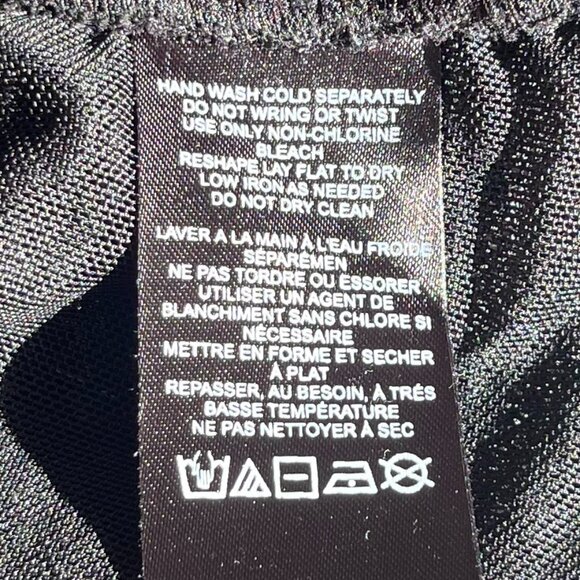 HAND WASH COLD SEPARATELY
DO NOT WRING OR TWIST
USE ONLY NON-CHLORINE
BLEACH
RESHAPE LAY FLAT TO DRY
LOW IRON AS NEEDED
DO NOT DRY CLEAN
LAVER A LA MAIN À L'EAU FROIDE
SÉPARÉMEN
NE PAS TORDRE OU ESSORER
UTILISER UN AGENT DE
BLANCHIMENT SANS CHLORE SI
NÉCESSAIRE
METTRE EN FORME ET SECHER
À PLAT
REPASSER, AU BESOIN, À TRÉS
BASSE TEMPÉRATURE
NE PAS NETTOYER À SEC